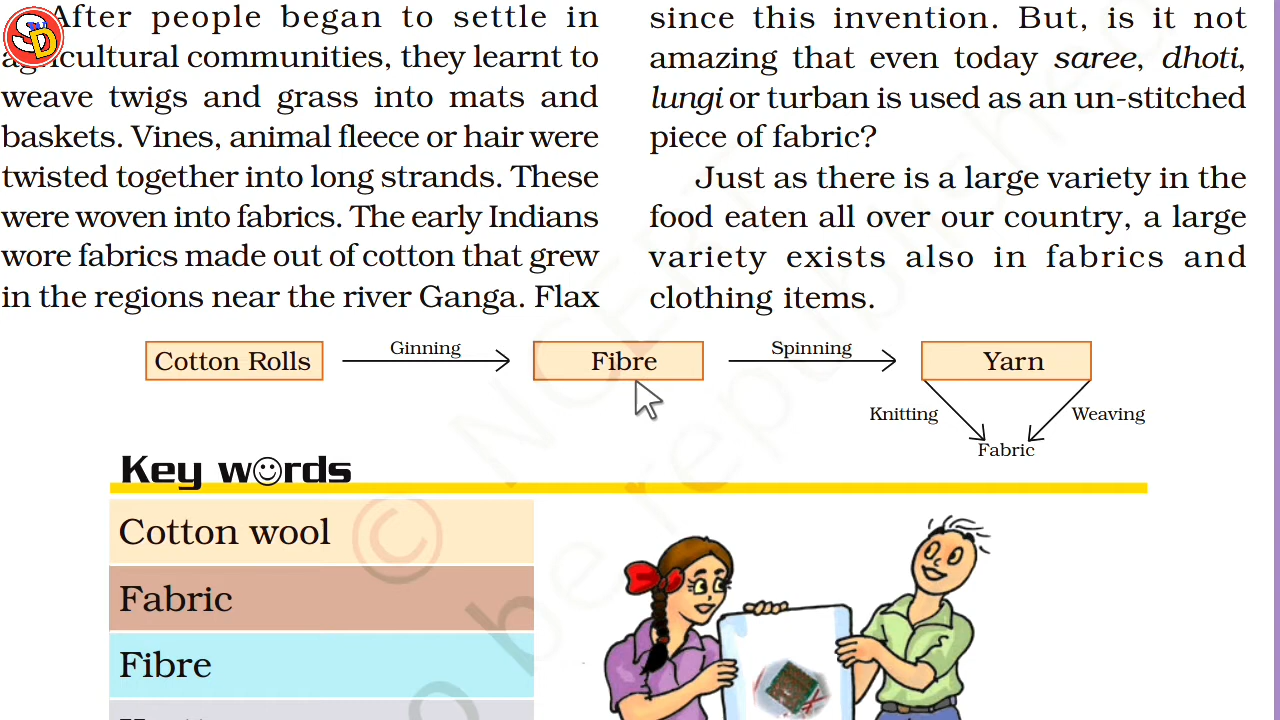 SD
After people began to settle in
agricultural communities, they learnt to
weave twigs and grass into mats and
baskets. Vines, animal fleece or hair were
twisted together into long strands. These
were woven into fabrics. The early Indians
wore fabrics made out of cotton that grew
in the regions near the river Ganga. Flax
since this invention. But, is it not
amazing that even today saree, dhoti,
lungi or turban is used as an un-stitched
piece of fabric?
Just as there is a large variety in the
food eaten all over our country, a large
variety exists also in fabrics and
clothing items.
Cotton Rolls
Ginning
Fibre
Spinning
Yarn
Knitting
Weaving
Fabric
Key words
Cotton wool
Fabric
Fibre
© NCERT
be republished